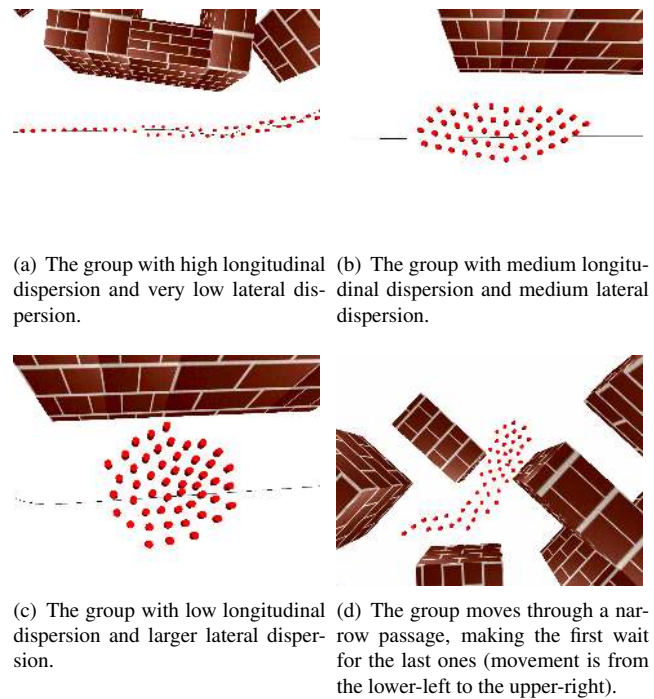 (a) The group with high longitudinal
dispersion and very low lateral dis-
persion.
(b) The group with medium longitu-
dinal dispersion and medium lateral
dispersion.
(c) The group with low longitudinal
dispersion and larger lateral disper-
sion.
(d) The group moves through a nar-
row passage, making the first wait
for the last ones (movement is from
the lower-left to the upper-right).